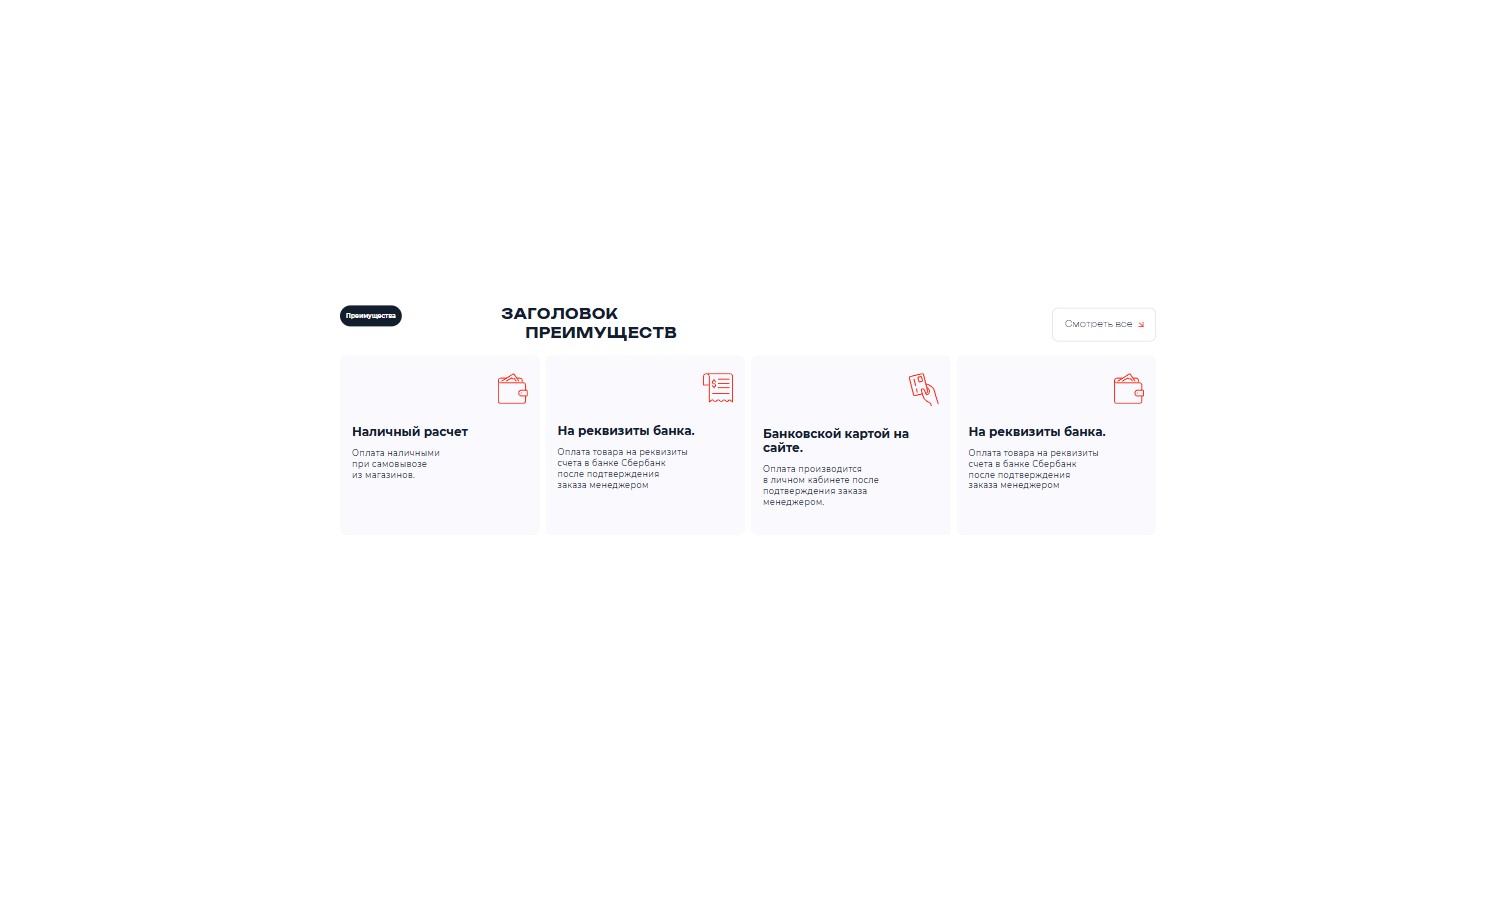 Преимущества
ЗАГОЛОВОК
ПРЕИМУЩЕСТВ
Смотреть все
Наличный расчет
Оплата наличными
при самовывозе
из магазинов.
На реквизиты банка.
Оплата товара на реквизиты
счета в банке Сбербанк
после подтверждения
заказа менеджером
Банковской картой на
сайте.
Оплата производится
в личном кабинете после
подтверждения заказа
менеджером.
На реквизиты банка.
Оплата товара на реквизиты
счета в банке Сбербанк
после подтверждения
заказа менеджером